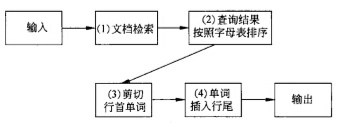 输入
(1)文档检索
(2)查询结果
按照字母表排序
(3)剪切
行首单词
(4)单词
插入行尾
输出